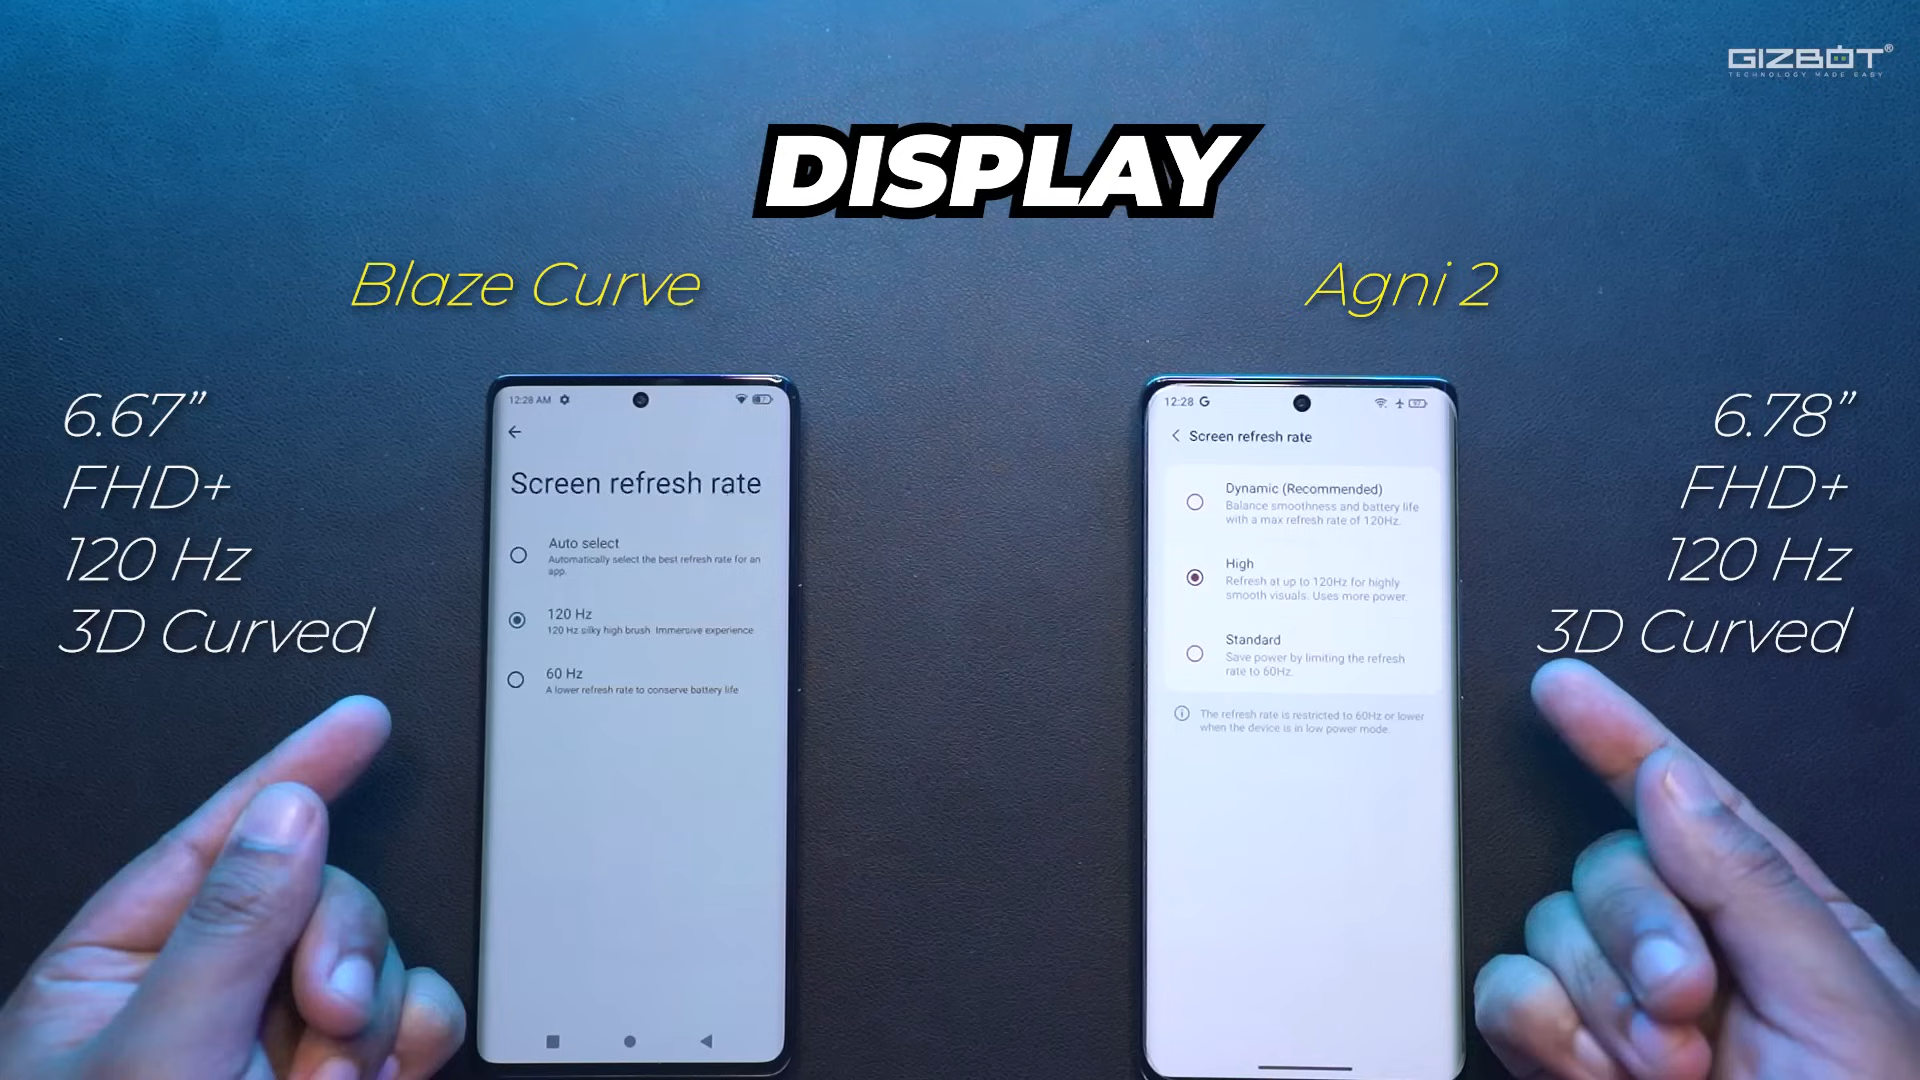 GIZBOT®
TECHNOLOGY MADE EASY
DISPLAY
Blaze Curve
6.67”
FHD+
120 Hz
3D Curved
12:28 AM
Screen refresh rate
Auto select
Automatically select the best refresh rate for an
app.
120 Hz
120 Hz silky high brush Immersive experience
60 Hz
A lower refresh rate to conserve battery life
Agni 2
6.78”
FHD+
120 Hz
3D Curved
12:28 G
Screen refresh rate
Dynamic (Recommended)
Balance smoothness and battery life
with a max refresh rate of 120Hz.
High
Refresh at up to 120Hz for highly
smooth visuals. Uses more power.
Standard
Save power by limiting the refresh
rate to 60Hz.
The refresh rate is restricted to 60Hz or lower
when the device is in low power mode.